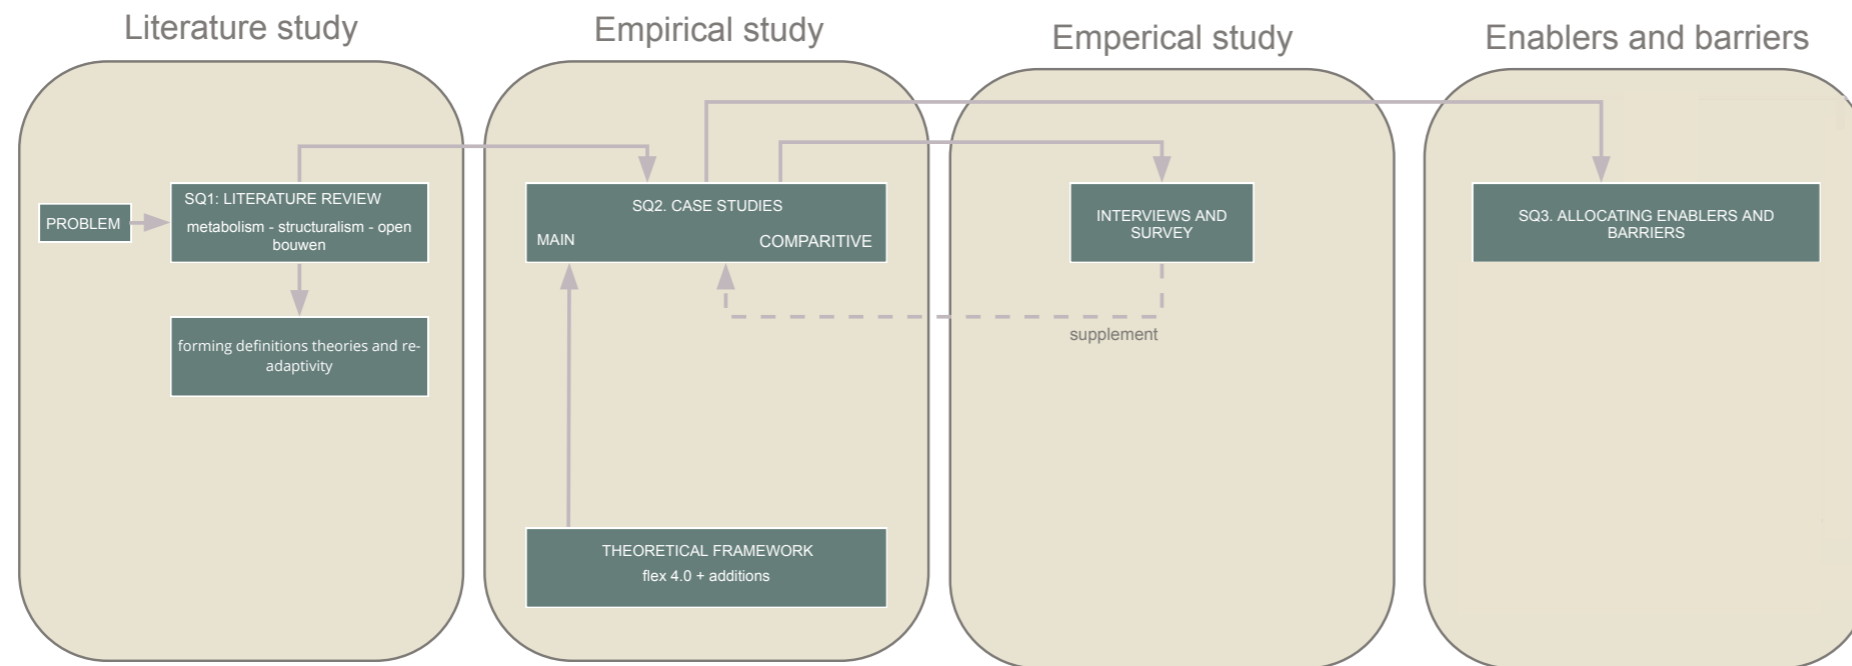 Literature study
Empirical study
Emperical study
Enablers and barriers
PROBLEM
SQ1: LITERATURE REVIEW
metabolism - structuralism - open
bouwen
forming definitions theories and re-
adaptivity
SQ2. CASE STUDIES
MAIN
COMPARITIVE
THEORETICAL FRAMEWORK
flex 4.0 + additions
INTERVIEWS AND
SURVEY
supplement
SQ3. ALLOCATING ENABLERS AND
BARRIERS